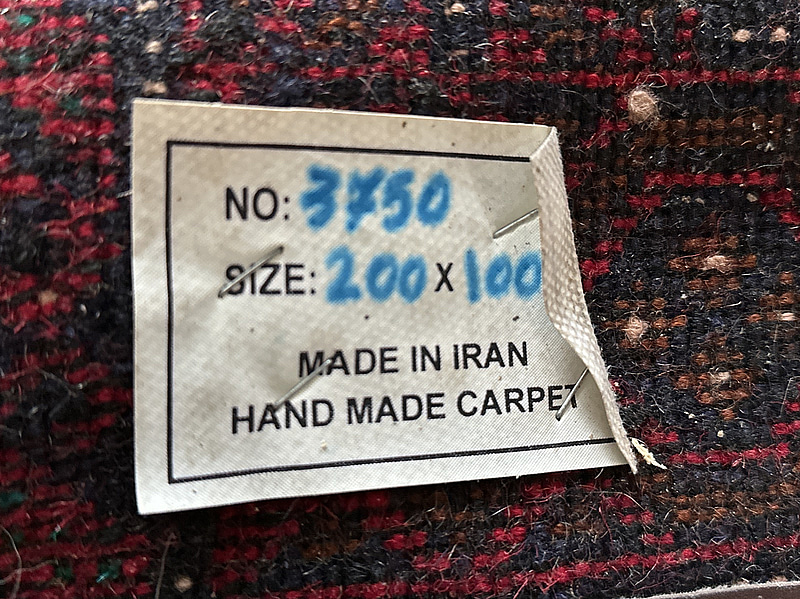 NO: 3750
SIZE: 200 X 100
MADE IN IRAN
HAND MADE CARPET